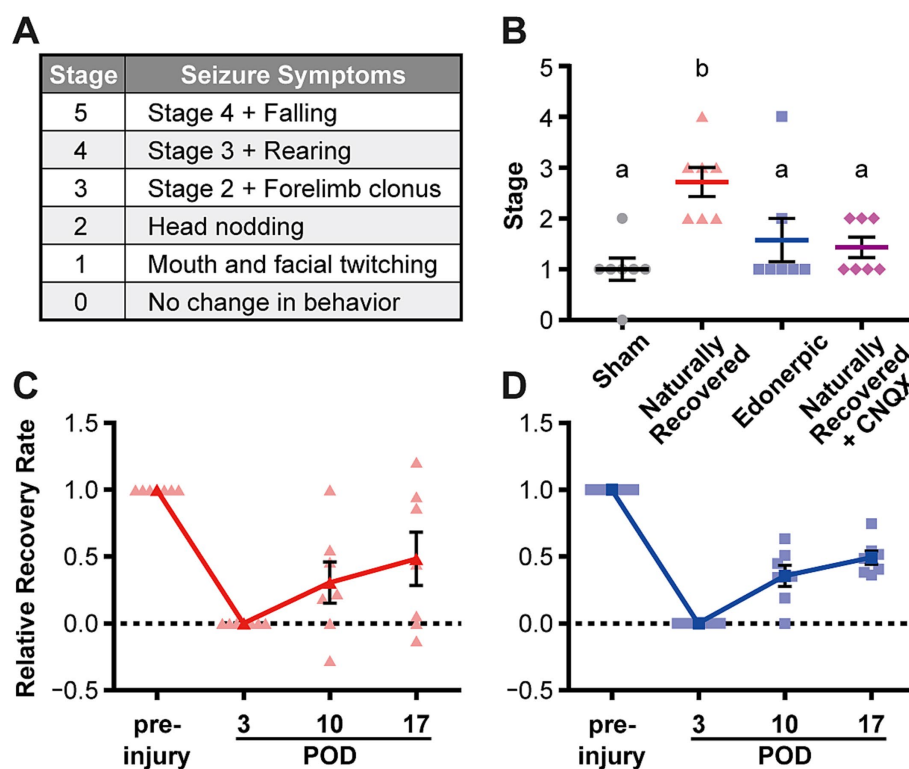 A
Stage Seizure Symptoms
5 Stage 4 + Falling
4 Stage 3 + Rearing
3 Stage 2 + Forelimb clonus
2 Head nodding
1 Mouth and facial twitching
0 No change in behavior
B
Stage
5
4
3
2
1
0
a
b
a
a
Sham
Naturally
Recovered
Edonerpic
Naturally
Recovered
+ CNQX
C
Relative Recovery Rate
1.5
1.0
0.5
0.0
−0.5
pre-
injury
3 10 17
POD
D
1.5
1.0
0.5
0.0
−0.5
pre-
injury
3 10 17
POD